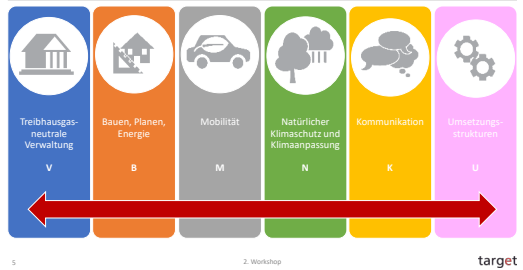 Treibhausgas-
neutrale
Verwaltung
V
Bauen, Planen,
Energie
B
Mobilität
M
Natürlicher
Klimaschutz und
Klimaanpassung
N
Kommunikation
K
Umsetzungs-
strukturen
U
5
2. Workshop
target